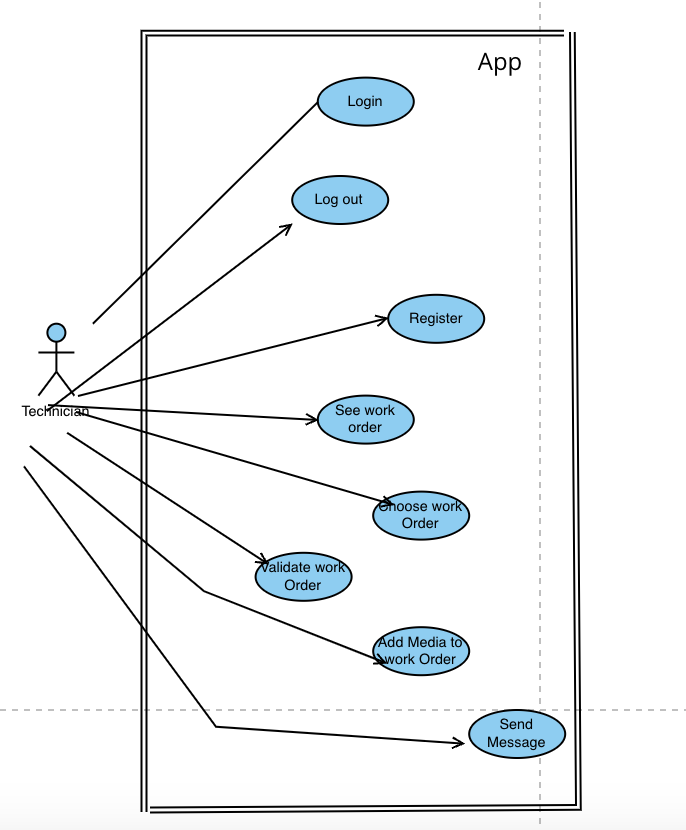 App
Login
Log out
Register
Technician
See work
order
Choose work
Order
Validate work
Order
Add Media to
work Order
Send
Message